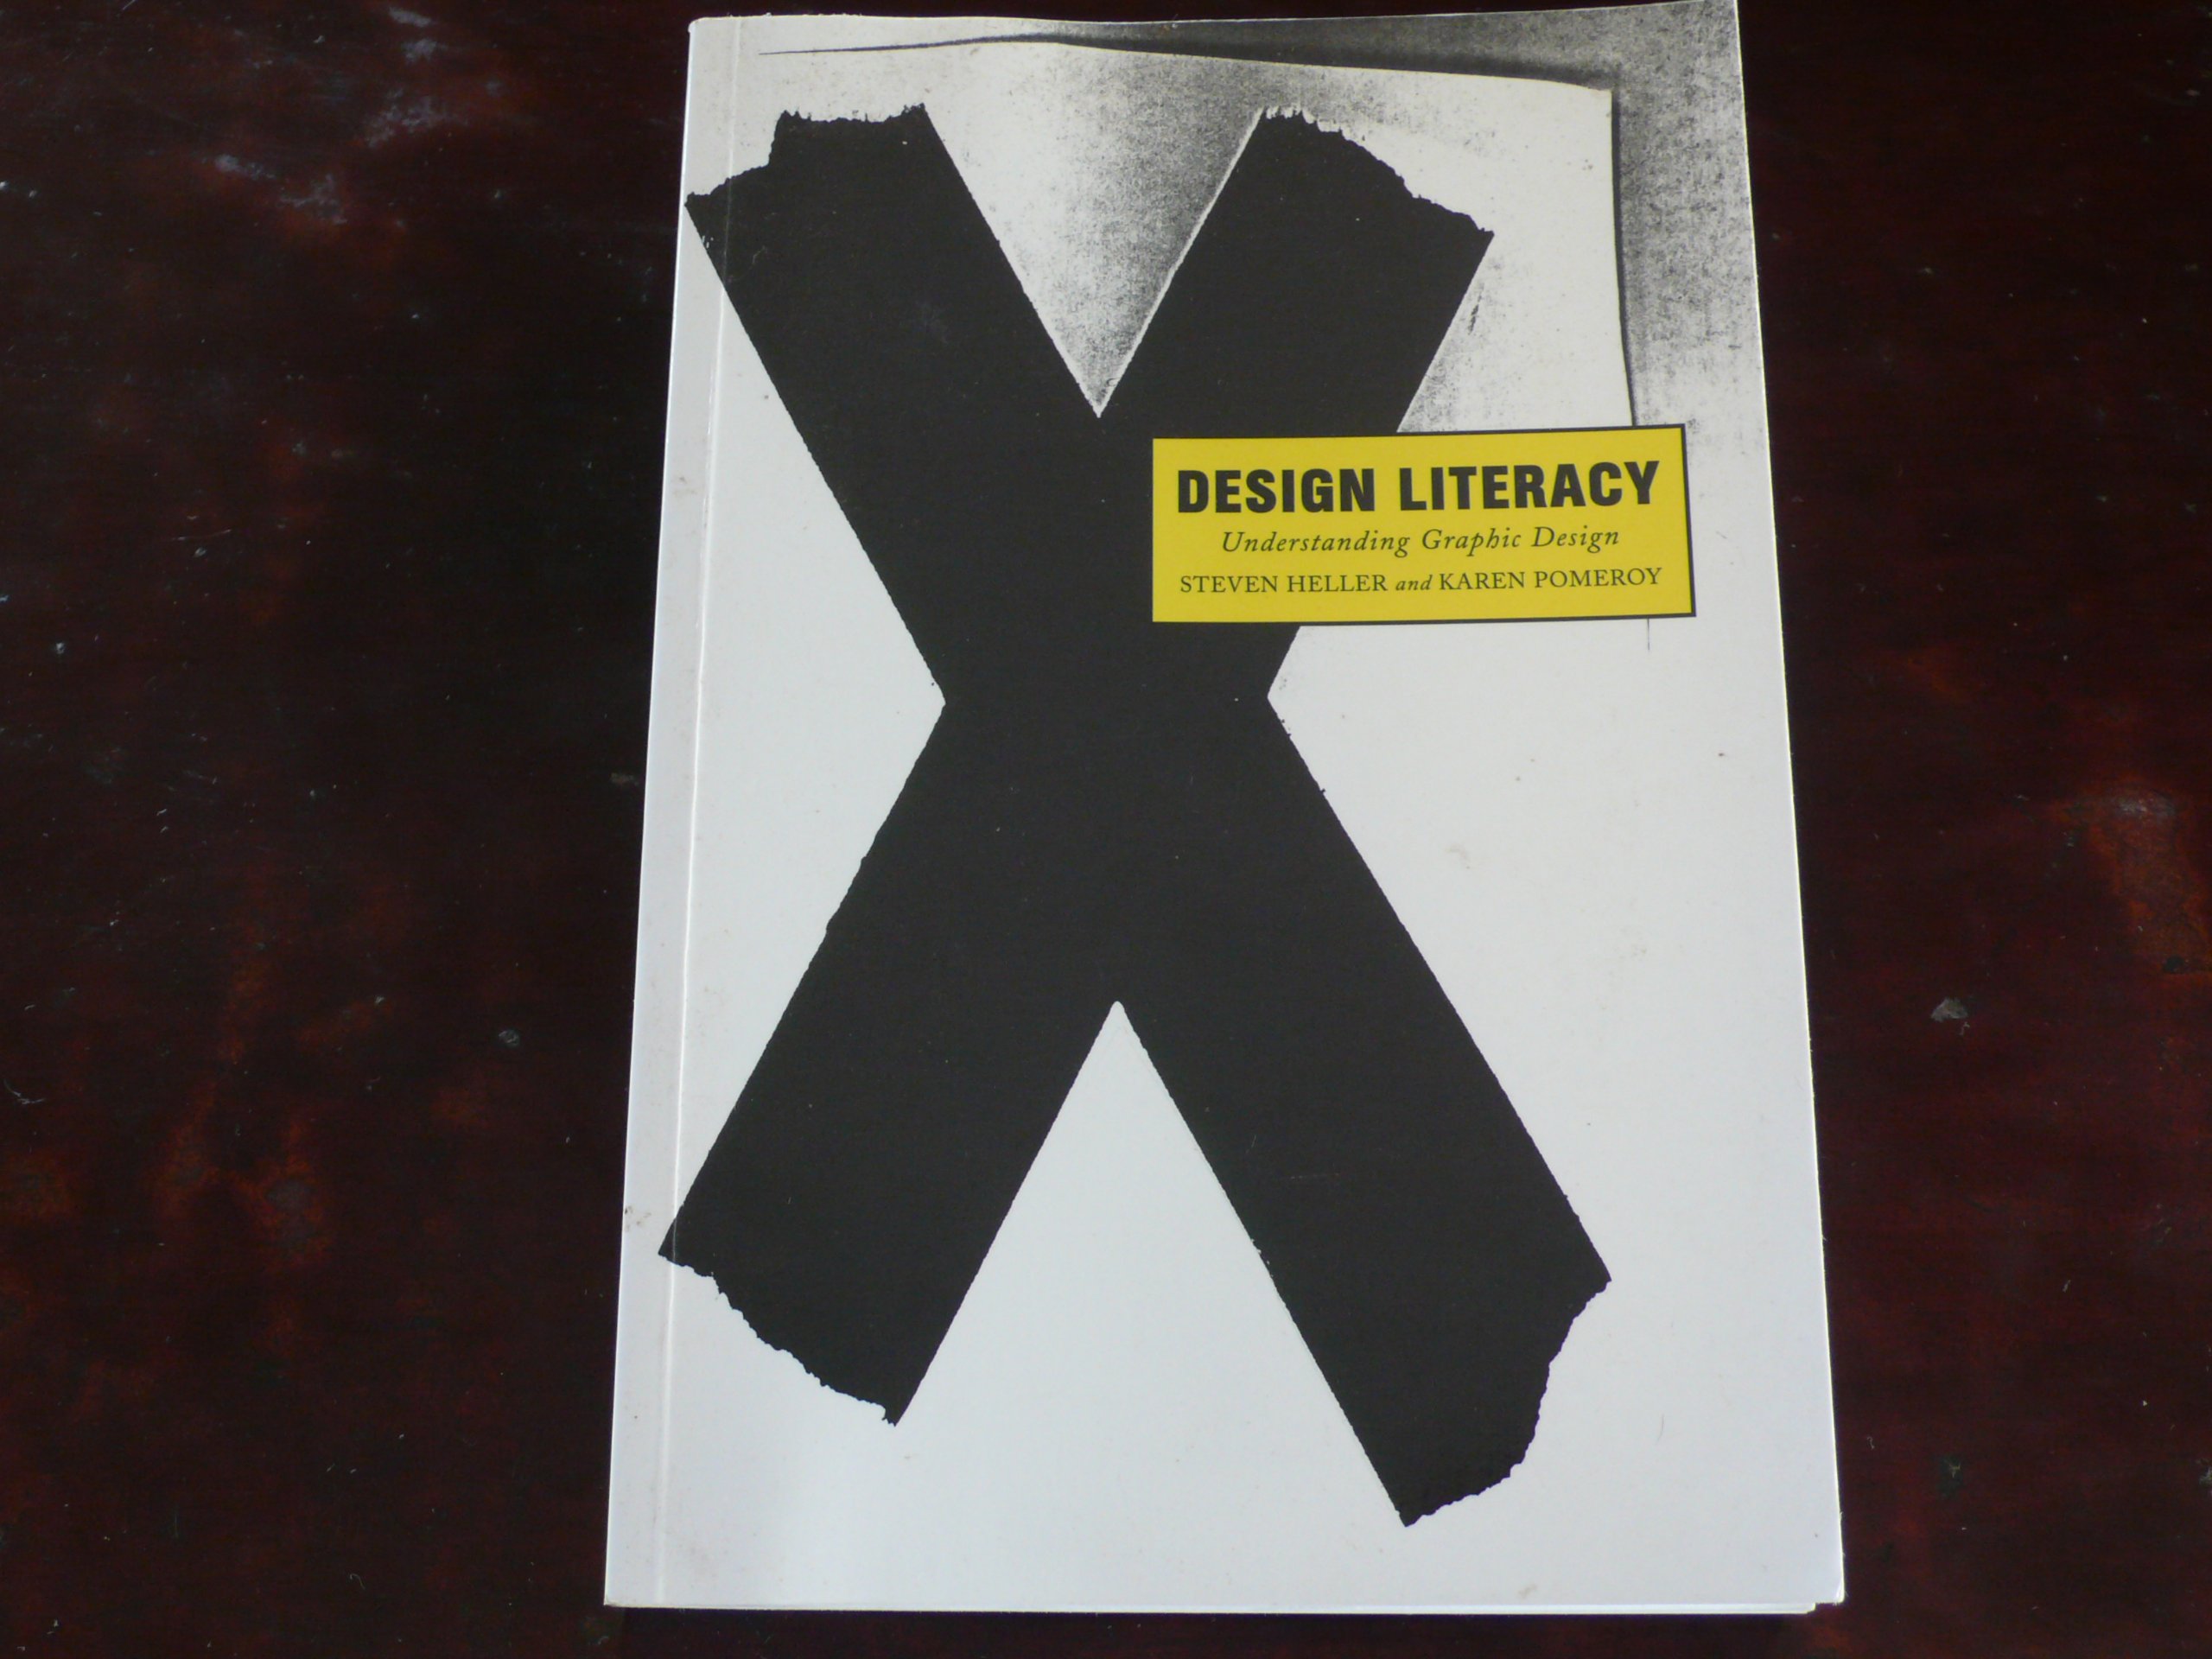 DESIGN LITERACY
Understanding Graphic Design
STEVEN HELLER and KAREN POMEROY